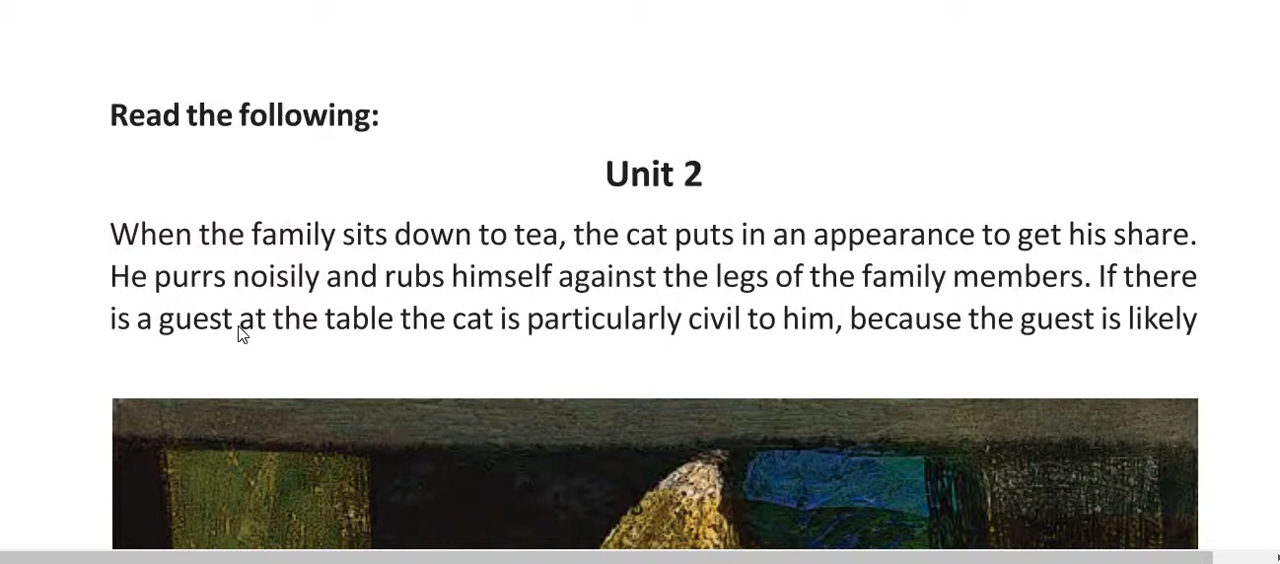 Read the following:
Unit 2
When the family sits down to tea, the cat puts in an appearance to get his share.
He purrs noisily and rubs himself against the legs of the family members. If there
is a guest at the table the cat is particularly civil to him, because the guest is likely